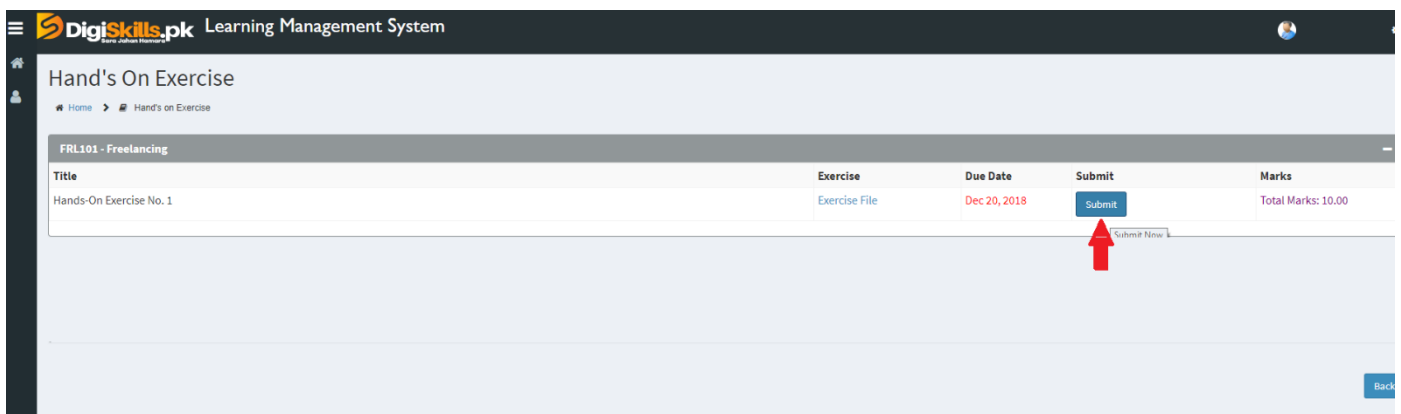 DigiSkills.pk Learning Management System
Sara Jahan Hamara
Hand's On Exercise
Home > Hand's on Exercise
FRL101 - Freelancing
Title Exercise Due Date Submit Marks
Hands-On Exercise No. 1 Exercise File Dec 20, 2018 Submit Total Marks: 10.00
Submit Now
Back